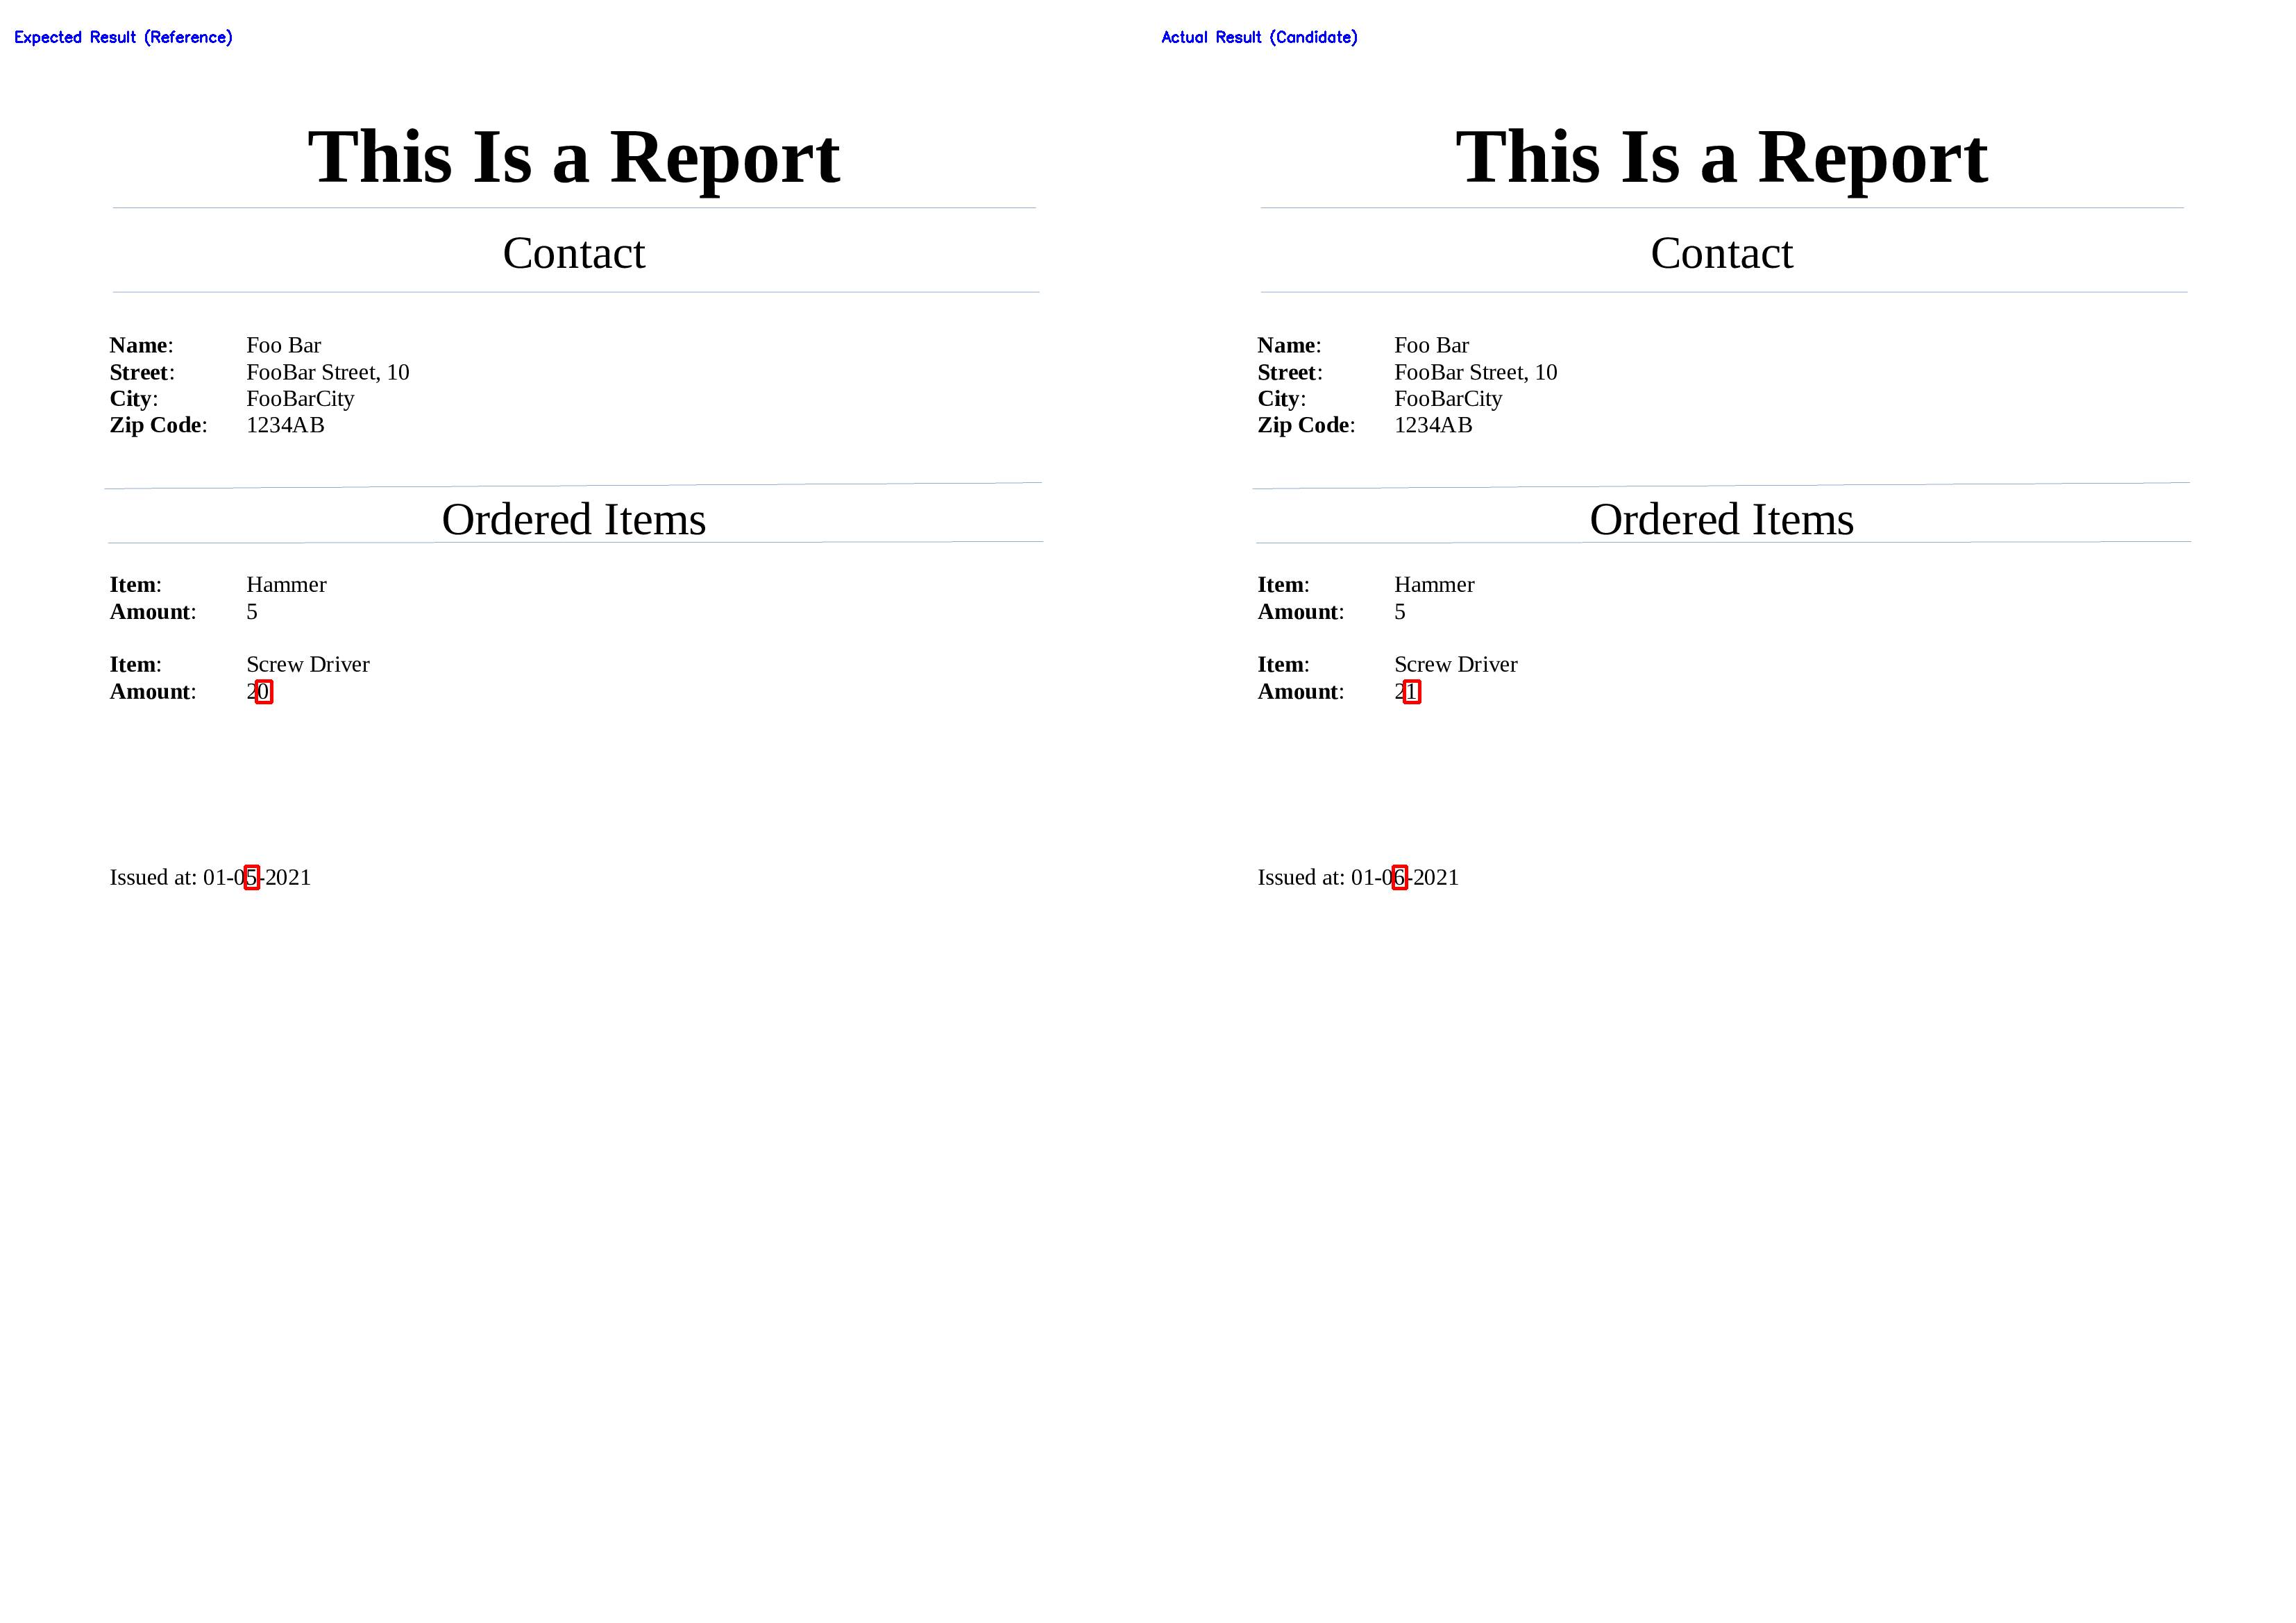 Expected Result (Reference)
This Is a Report
Contact
Name: Foo Bar
Street: FooBar Street, 10
City: FooBarCity
Zip Code: 1234AB
Ordered Items
Item: Hammer
Amount: 5
Item: Screw Driver
Amount: 20
Issued at: 01-05-2021
Actual Result (Candidate)
This Is a Report
Contact
Name: Foo Bar
Street: FooBar Street, 10
City: FooBarCity
Zip Code: 1234AB
Ordered Items
Item: Hammer
Amount: 5
Item: Screw Driver
Amount: 21
Issued at: 01-06-2021